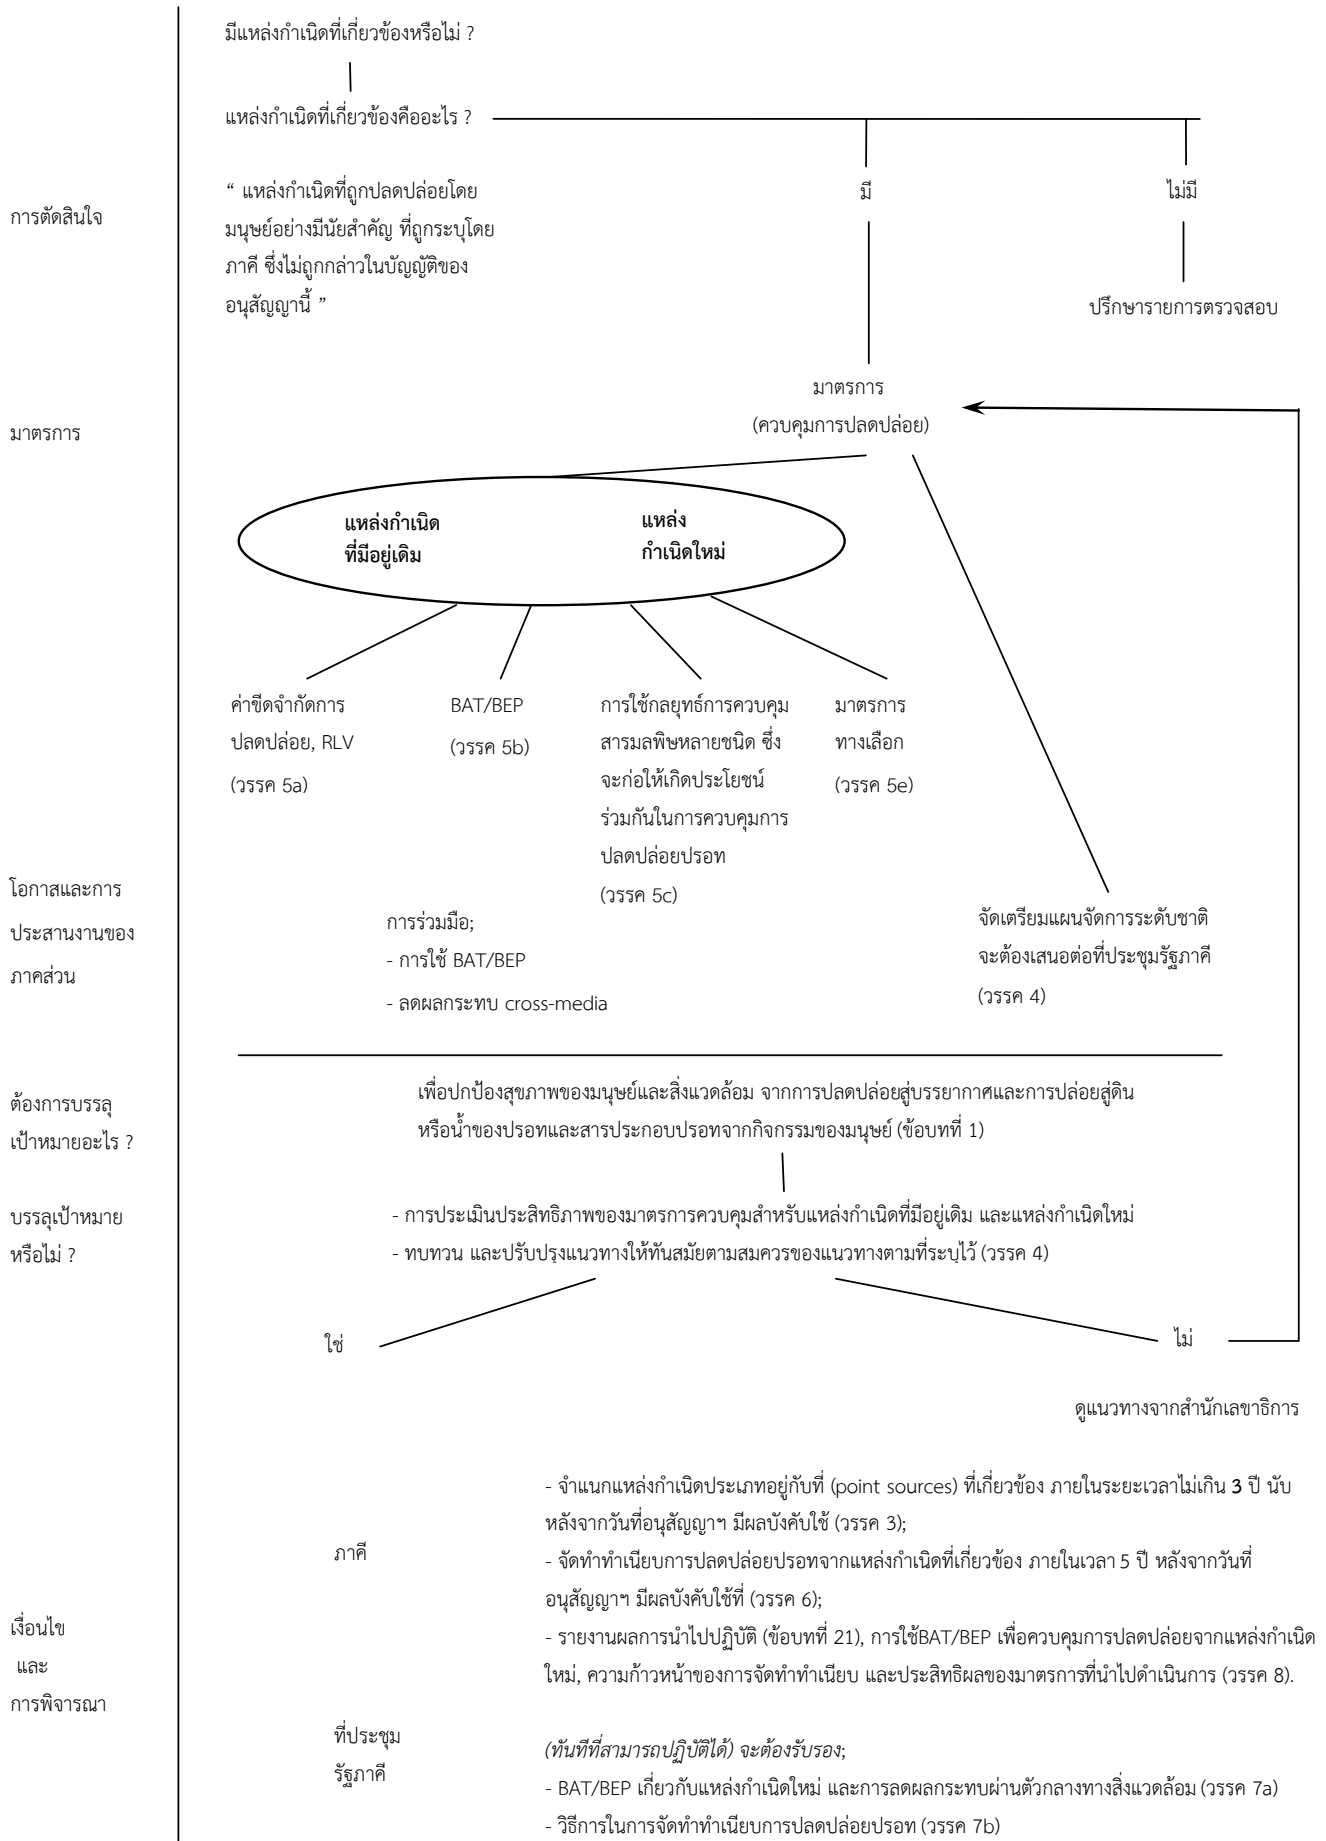 มีแหล่งกำเนิดที่เกี่ยวข้องหรือไม่ ?
แหล่งกำเนิดที่เกี่ยวข้องคืออะไร ?
การตัดสินใจ
“ แหล่งกำเนิดที่ถูกปลดปล่อยโดย
มนุษย์อย่างมีนัยสำคัญ ที่ถูกระบุโดย
ภาคี ซึ่งไม่ถูกกล่าวในบัญญัติของ
อนุสัญญานี้ ”
มี
ไม่มี
ปรึกษารายการตรวจสอบ
มาตรการ
มาตรการ
(ควบคุมการปลดปล่อย)
แหล่งกำเนิด
ที่มีอยู่เดิม
แหล่ง
กำเนิดใหม่
ค่าขีดจำกัดการ
ปลดปล่อย, RLV
(วรรค 5a)
BAT/BEP
(วรรค 5b)
การใช้กลยุทธ์การควบคุม
สารมลพิษหลายชนิด ซึ่ง
จะก่อให้เกิดประโยชน์
ร่วมกันในการควบคุมการ
ปลดปล่อยปรอท
(วรรค 5c)
มาตรการ
ทางเลือก
(วรรค 5e)
โอกาสและการ
ประสานงานของ
ภาคส่วน
การร่วมมือ;
- การใช้ BAT/BEP
- ลดผลกระทบ cross-media
จัดเตรียมแผนจัดการระดับชาติ
จะต้องเสนอต่อที่ประชุมรัฐภาคี
(วรรค 4)
ต้องการบรรลุ
เป้าหมายอะไร ?
เพื่อปกป้องสุขภาพของมนุษย์และสิ่งแวดล้อม จากการปลดปล่อยสู่บรรยากาศและการปล่อยสู่ดิน
หรือน้ำของปรอทและสารประกอบปรอทจากกิจกรรมของมนุษย์ (ข้อบทที่ 1)
บรรลุเป้าหมาย
หรือไม่ ?
- การประเมินประสิทธิภาพของมาตรการควบคุมสำหรับแหล่งกำเนิดที่มีอยู่เดิม และแหล่งกำเนิดใหม่
- ทบทวน และปรับปรุงแนวทางให้ทันสมัยตามสมควรของแนวทางตามที่ระบุไว้ (วรรค 4)
ใช่
ไม่
ดูแนวทางจากสำนักเลขาธิการ
เงื่อนไข
และ
การพิจารณา
ภาคี
- จำแนกแหล่งกำเนิดประเภทอยู่กับที่ (point sources) ที่เกี่ยวข้อง ภายในระยะเวลาไม่เกิน 3 ปี นับ
หลังจากวันที่อนุสัญญาฯ มีผลบังคับใช้ (วรรค 3);
- จัดทำทำเนียบการปลดปล่อยปรอทจากแหล่งกำเนิดที่เกี่ยวข้อง ภายในเวลา 5 ปี หลังจากวันที่
อนุสัญญาฯ มีผลบังคับใช้ที่ (วรรค 6);
- รายงานผลการนำไปปฏิบัติ (ข้อบทที่ 21), การใช้BAT/BEP เพื่อควบคุมการปลดปล่อยจากแหล่งกำเนิด
ใหม่, ความก้าวหน้าของการจัดทำทำเนียบ และประสิทธิผลของมาตรการที่นำไปดำเนินการ (วรรค 8).
ที่ประชุม
รัฐภาคี
(ทันทีที่สามารถปฏิบัติได้) จะต้องรับรอง;
- BAT/BEP เกี่ยวกับแหล่งกำเนิดใหม่ และการลดผลกระทบผ่านตัวกลางทางสิ่งแวดล้อม (วรรค 7a)
- วิธีการในการจัดทำทำเนียบการปลดปล่อยปรอท (วรรค 7b)